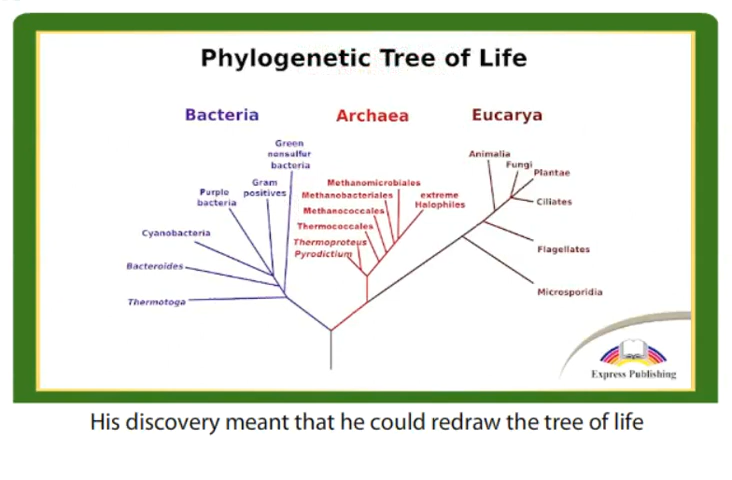 Phylogenetic Tree of Life
Bacteria
Archaea
Eucarya
Green
nonsulfur
bacteria
Gram
positives
Purple
bacteria
Cyanobacteria
Bacteroides
Thermotoga
Methanomicrobiales
Methanobacteriales
Methanococcales
Thermococcales
Thermoproteus
Pyrodictium
extreme
Halophiles
Animalia
Fungi
Plantae
Ciliates
Flagellates
Microsporidia
Express Publishing
His discovery meant that he could redraw the tree of life